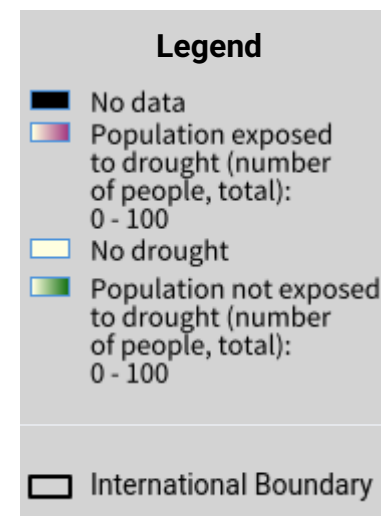 Legend
No data
Population exposed
to drought (number
of people, total):
0 - 100
No drought
Population not exposed
to drought (number
of people, total):
0 - 100
International Boundary